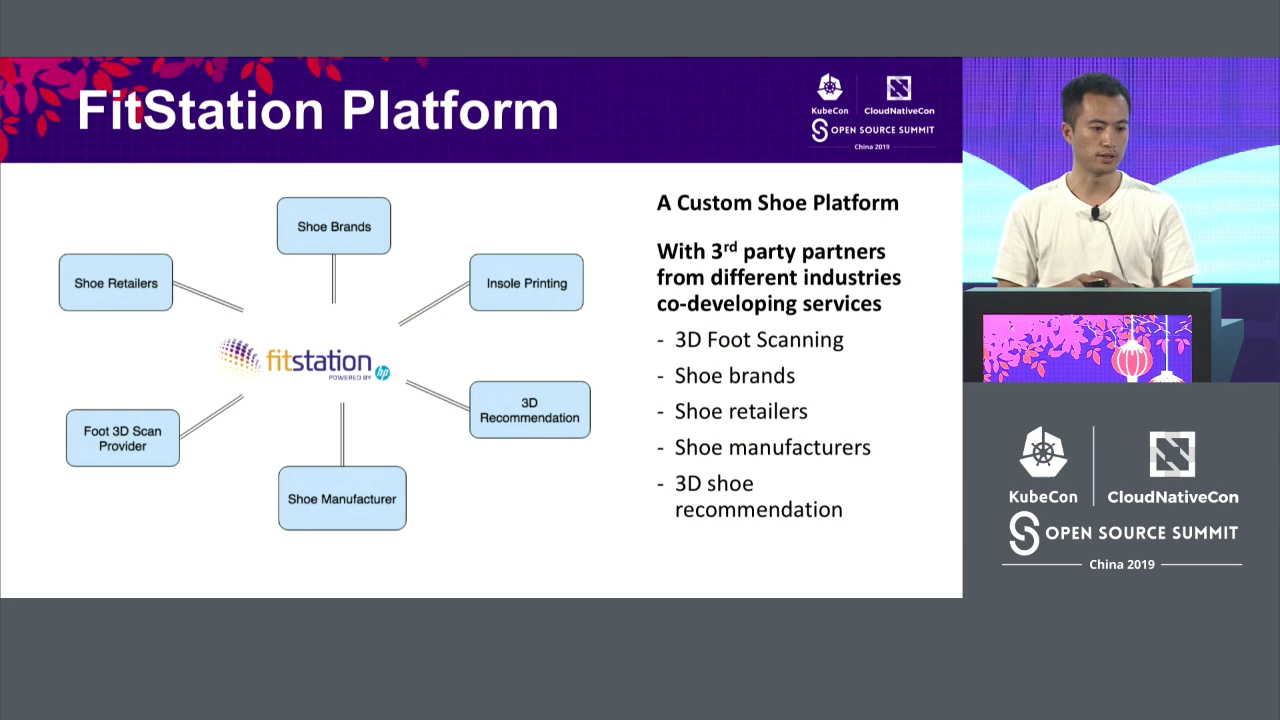 FitStation Platform
KubeCon
CloudNativeCon
OPEN SOURCE SUMMIT
China 2019
Shoe Brands
Shoe Retailers
Insole Printing
fitstation
POWERED BY hp
3D
Recommendation
Foot 3D Scan
Provider
Shoe Manufacturer
A Custom Shoe Platform
With 3rd party partners
from different industries
co-developing services
- 3D Foot Scanning
- Shoe brands
- Shoe retailers
- Shoe manufacturers
- 3D shoe
recommendation
KubeCon
CloudNativeCon
OPEN SOURCE SUMMIT
China 2019